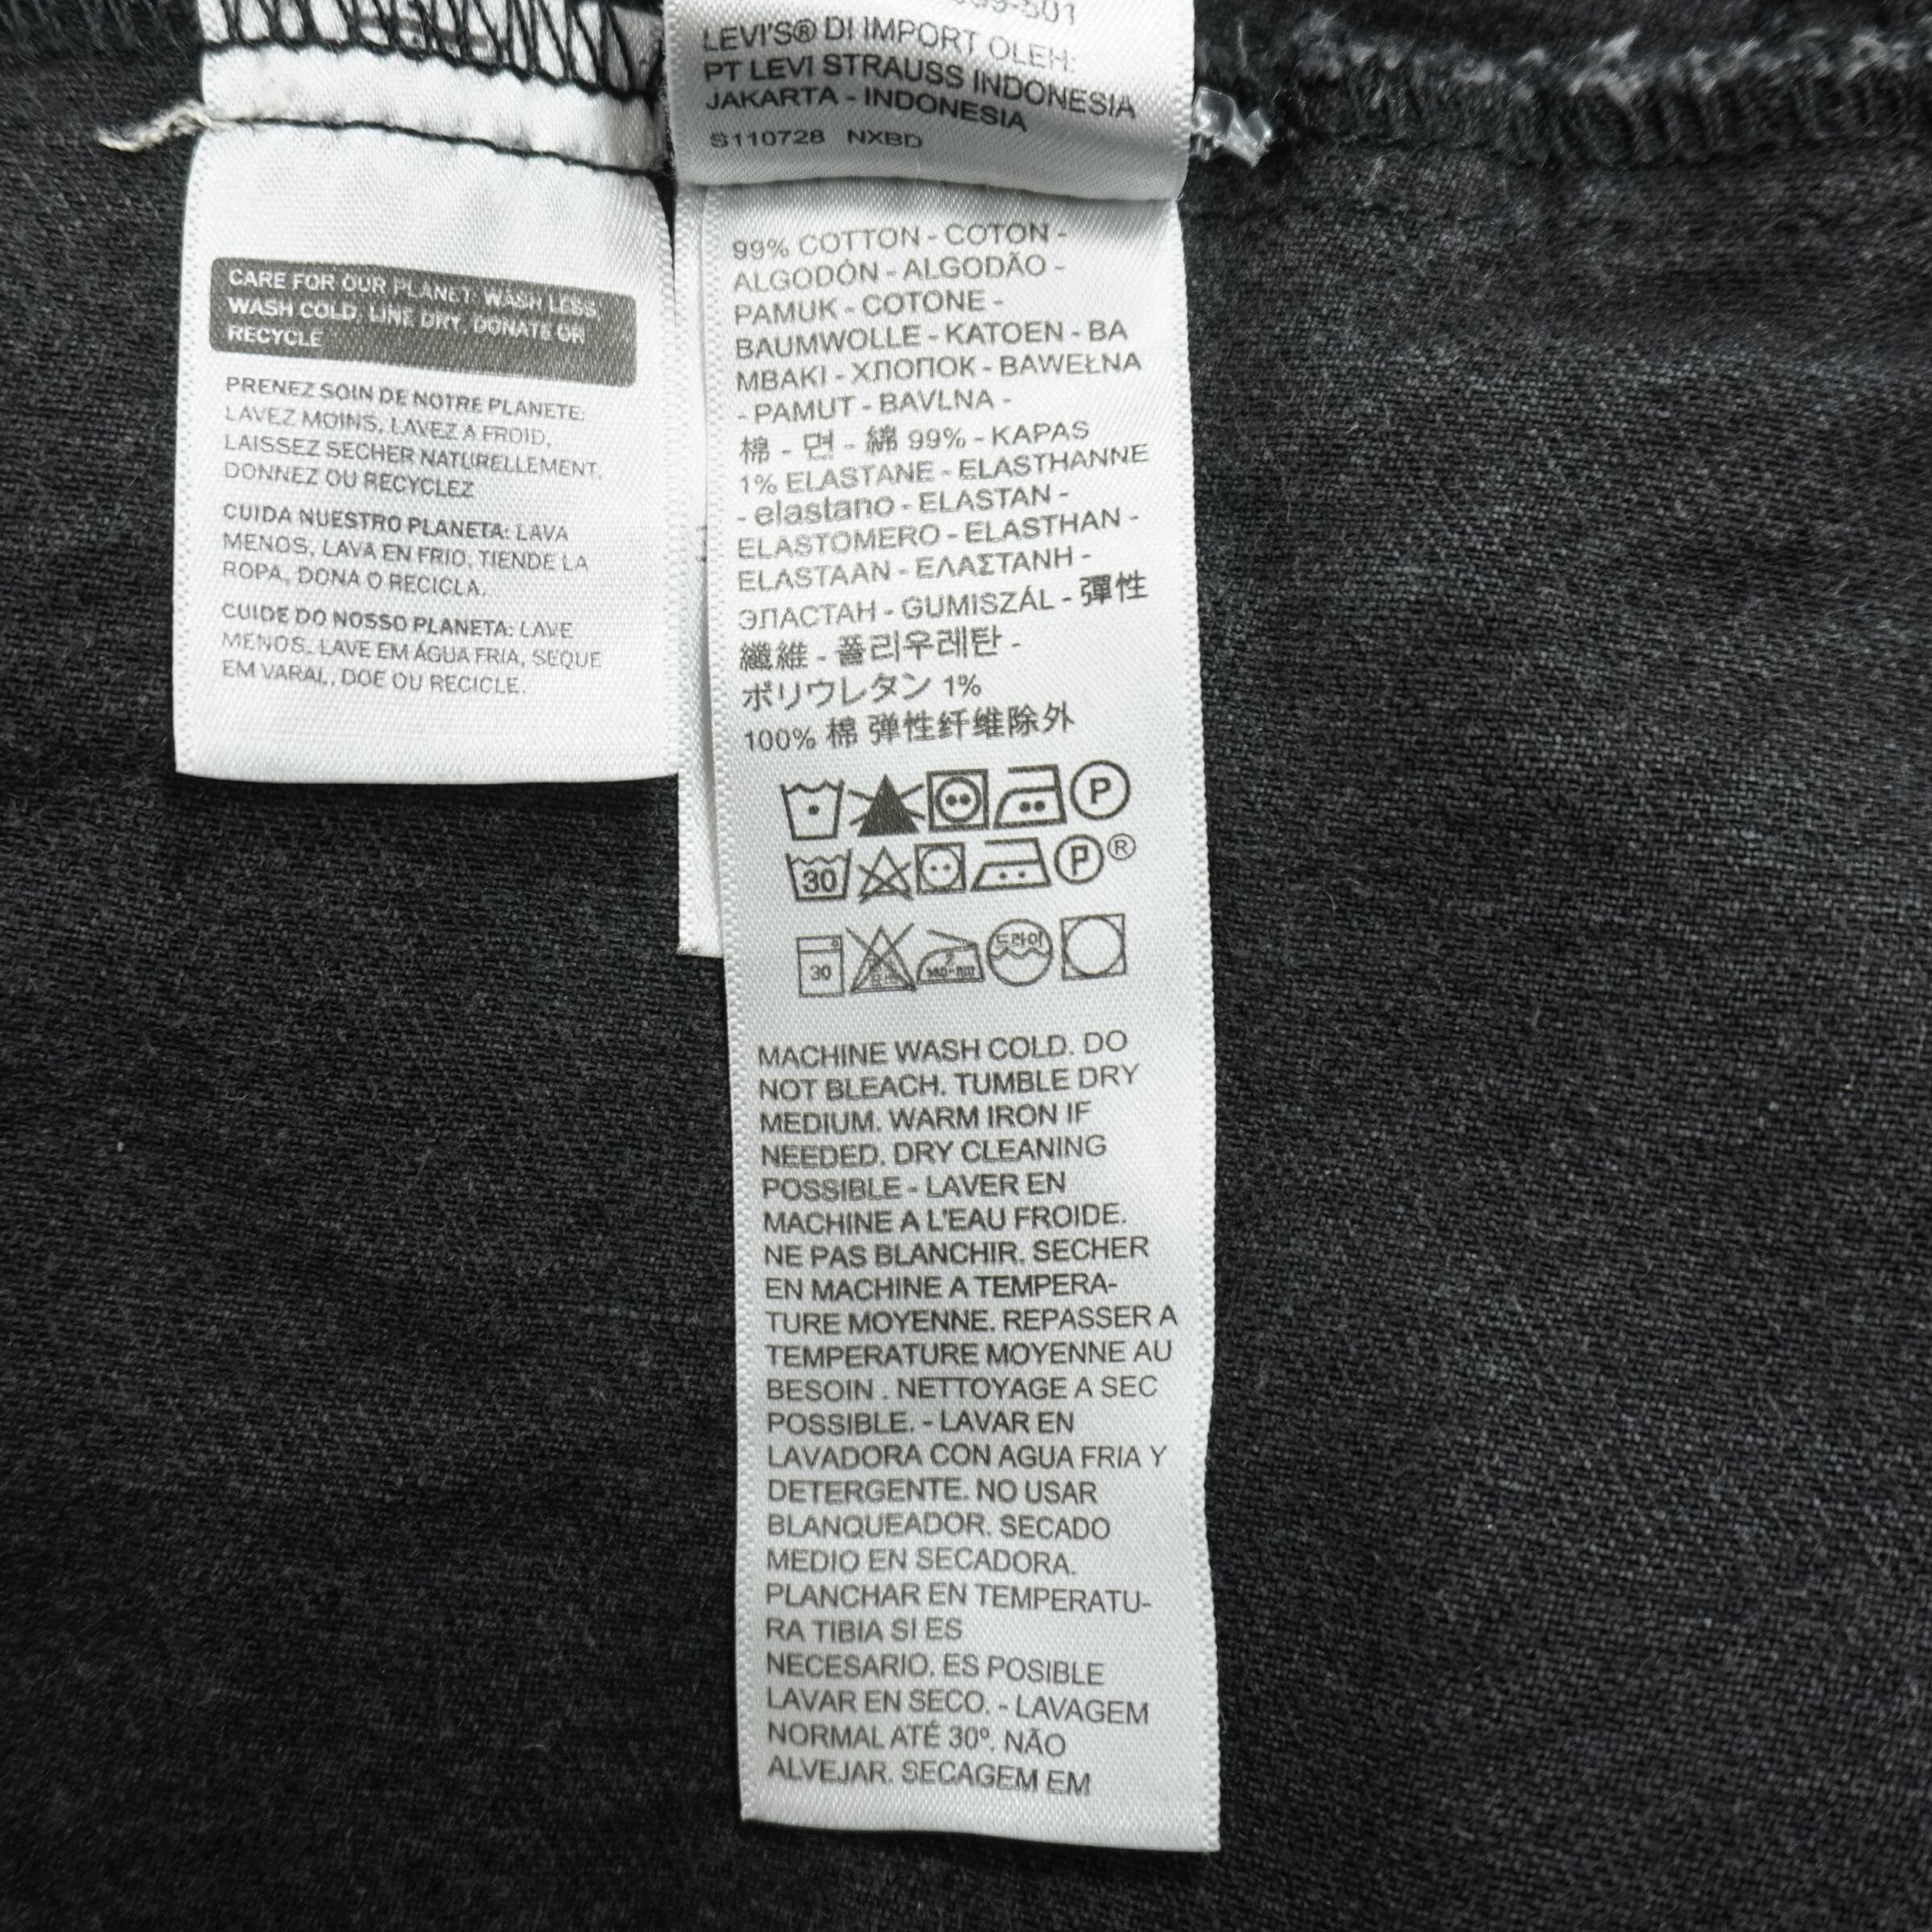 CARE FOR OUR PLANET: WASH LESS,
WASH COLD, LINE DRY, DONATE OR
RECYCLE
PRENEZ SOIN DE NOTRE PLANETE:
LAVEZ MOINS, LAVEZ A FROID,
LAISSEZ SECHER NATURELLEMENT,
DONNEZ OU RECYCLEZ
CUIDA NUESTRO PLANETA: LAVA
MENOS, LAVA EN FRIO, TIENDE LA
ROPA, DONA O RECICLA.
CUIDE DO NOSSO PLANETA: LAVE
MENOS, LAVE EM ÁGUA FRIA, SEQUE
EM VARAL, DOE OU RECICLE.
LEVI'S® DI IMPORT OLEH:
PT LEVI STRAUSS INDONESIA
JAKARTA - INDONESIA
S110728 NXBD
99% COTTON - COTON -
ALGODÓN - ALGODÃO -
PAMUK - COTONE -
BAUMWOLLE - KATOEN - BA
MBAKI - ХЛОПОК - BAWEŁNA
- PAMUT - BAVLNA -
棉 - 면 - 綿 99% - KAPAS
1% ELASTANE - ELASTHANNE
- elastano - ELASTAN -
ELASTOMERO - ELASTHAN -
ELASTAAN - ΕΛΑΣΤΑΝΗ -
ЭЛАСТАН - GUMISZÁL - 彈性
纖維 - 폴리우레탄 -
ポリウレタン 1%
100% 棉 弹性纤维除外
P
30 P ®
30 드라이
MACHINE WASH COLD. DO
NOT BLEACH. TUMBLE DRY
MEDIUM. WARM IRON IF
NEEDED. DRY CLEANING
POSSIBLE - LAVER EN
MACHINE A L'EAU FROIDE.
NE PAS BLANCHIR. SECHER
EN MACHINE A TEMPERA-
TURE MOYENNE. REPASSER A
TEMPERATURE MOYENNE AU
BESOIN . NETTOYAGE A SEC
POSSIBLE. - LAVAR EN
LAVADORA CON AGUA FRIA Y
DETERGENTE. NO USAR
BLANQUEADOR. SECADO
MEDIO EN SECADORA.
PLANCHAR EN TEMPERATU-
RA TIBIA SI ES
NECESARIO. ES POSIBLE
LAVAR EN SECO. - LAVAGEM
NORMAL ATÉ 30º. NÃO
ALVEJAR. SECAGEM EM